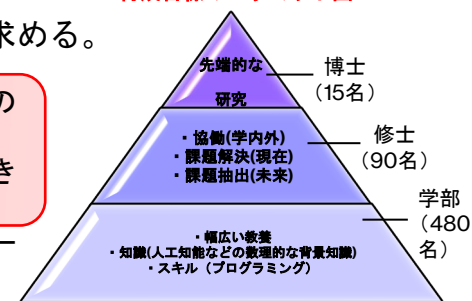 求める。
の
き
ー
先端的な
研究
博士
（15名）
・協働(学内外)
・課題解決(現在)
・課題抽出(未来)
修士
（90名）
・幅広い教養
・知識(人工知能などの数理的な背景知識)
・スキル（プログラミング）
学部
（480
名）